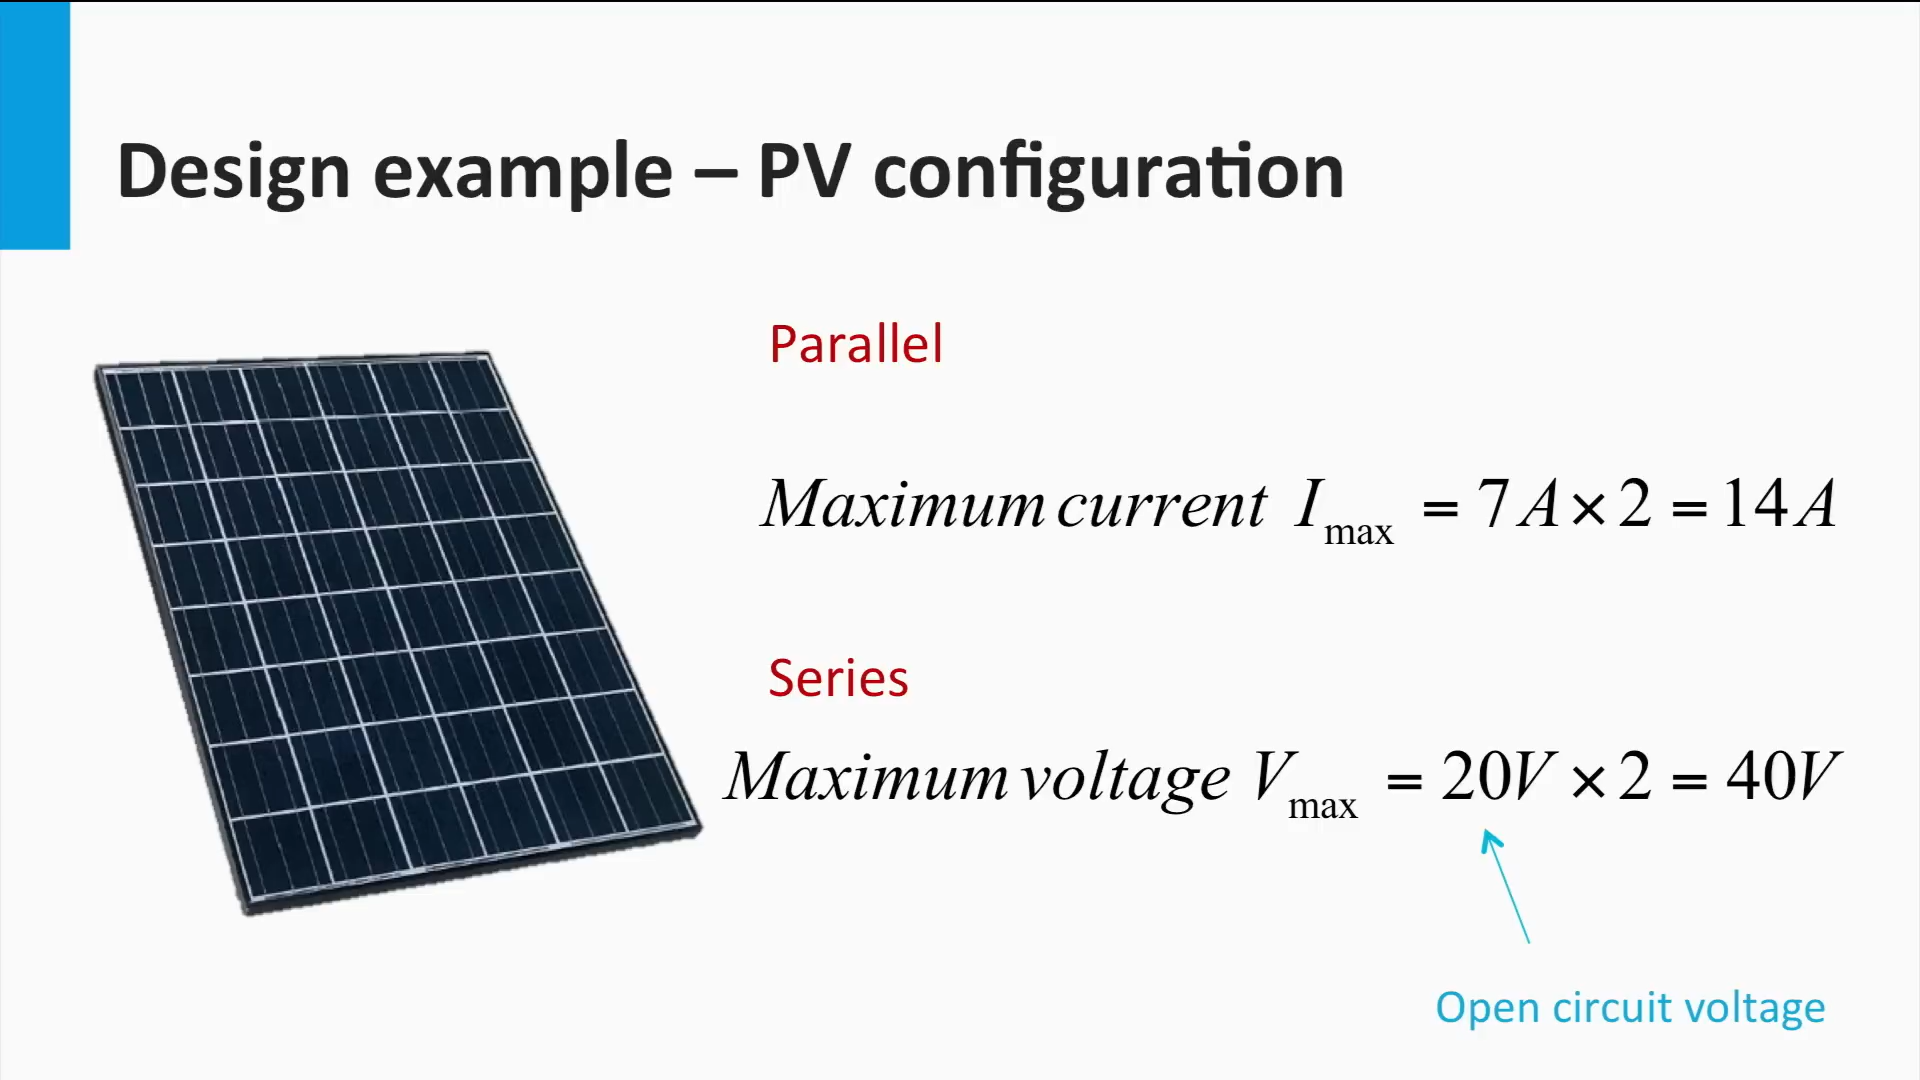 Design example – PV configuration
Parallel
Maximum current I_max = 7A × 2 = 14A
Series
Maximum voltage V_max = 20V × 2 = 40V
Open circuit voltage